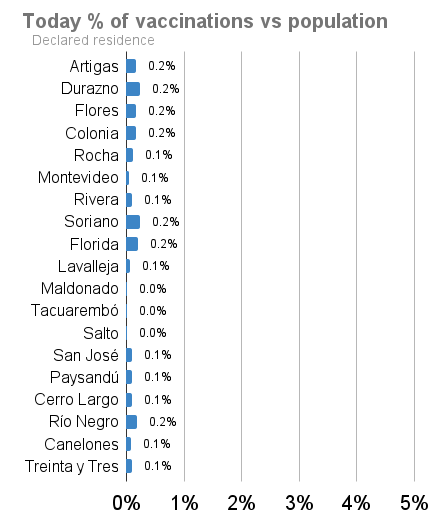 Today % of vaccinations vs population
Declared residence
Artigas 0.2%
Durazno 0.2%
Flores 0.2%
Colonia 0.2%
Rocha 0.1%
Montevideo 0.1%
Rivera 0.1%
Soriano 0.2%
Florida 0.2%
Lavalleja 0.1%
Maldonado 0.0%
Tacuarembó 0.0%
Salto 0.0%
San José 0.1%
Paysandú 0.1%
Cerro Largo 0.1%
Río Negro 0.2%
Canelones 0.1%
Treinta y Tres 0.1%
0% 1% 2% 3% 4% 5%